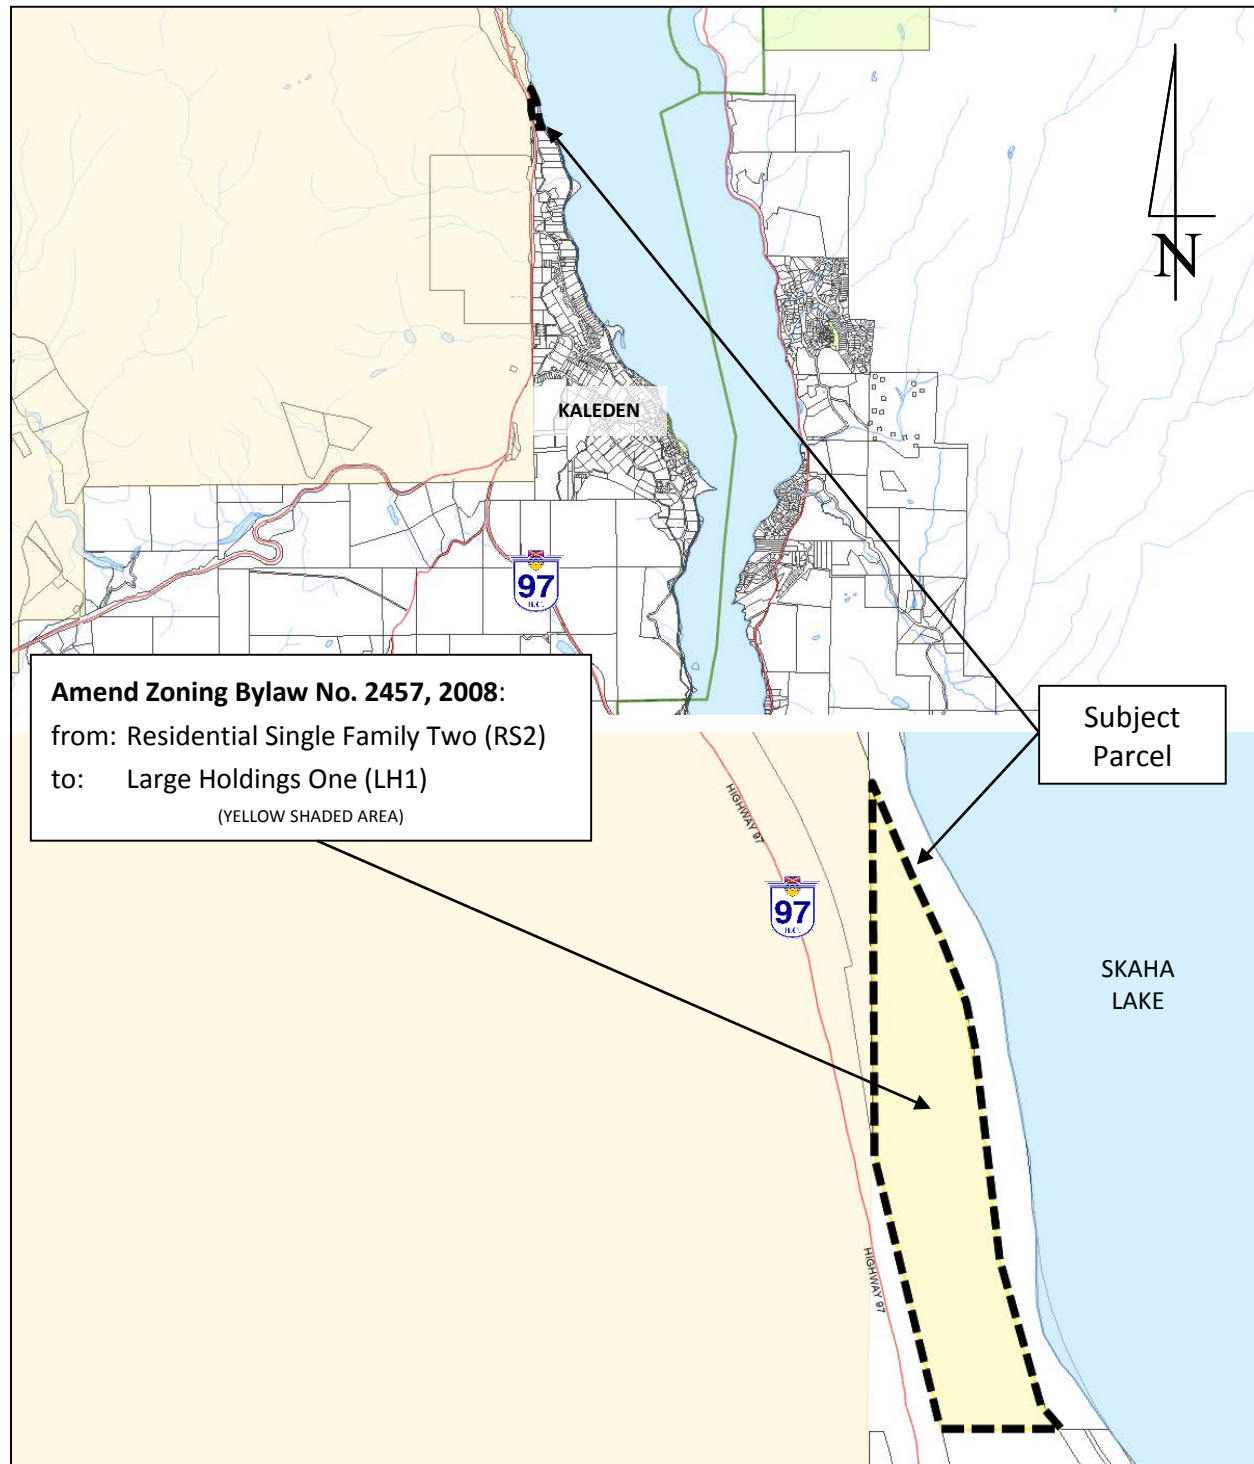 N
KALEDEN
97
B.C.
Amend Zoning Bylaw No. 2457, 2008:
from: Residential Single Family Two (RS2)
to: Large Holdings One (LH1)
(YELLOW SHADED AREA)
Subject
Parcel
HIGHWAY 97
97
B.C.
SKAHA
LAKE
HIGHWAY 97